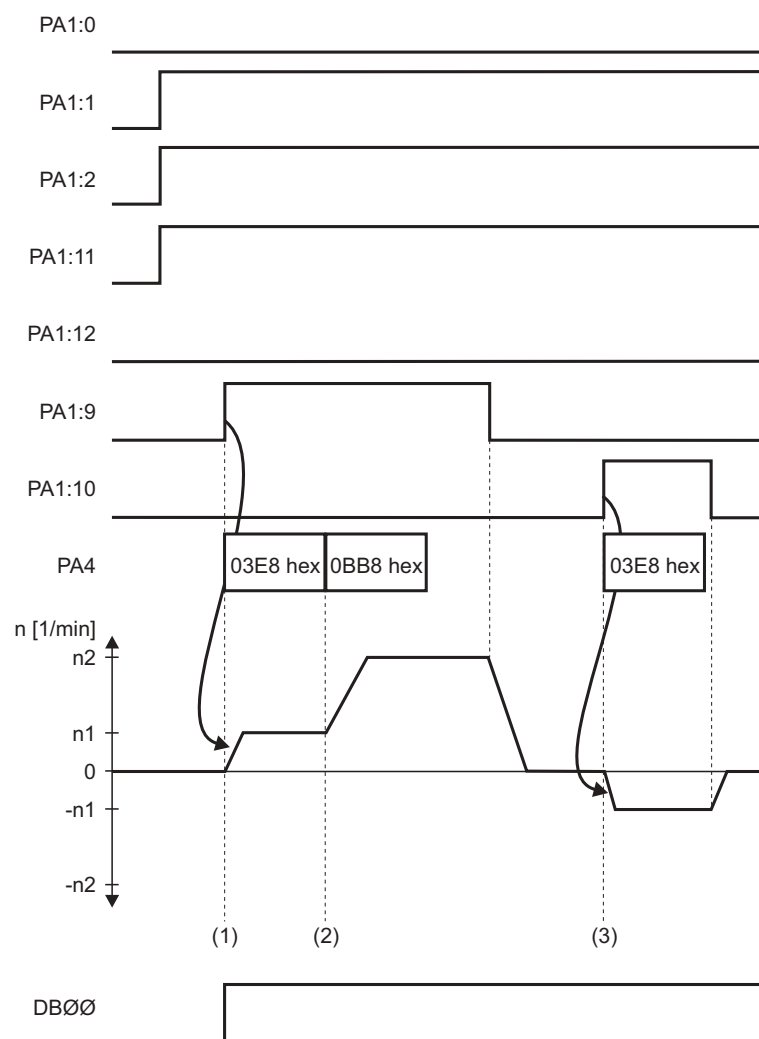 PA1:0
PA1:1
PA1:2
PA1:11
PA1:12
PA1:9
PA1:10
PA4 03E8 hex 0BB8 hex 03E8 hex
n [1/min]
n2
n1
0
-n1
-n2
(1) (2) (3)
DBØØ